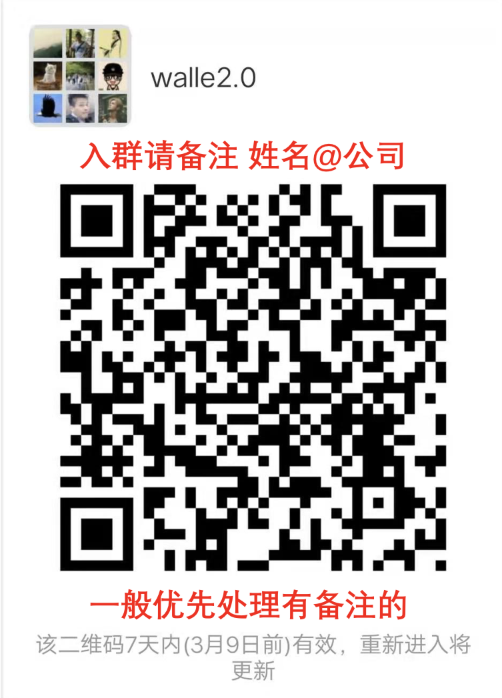 walle2.0
入群请备注 姓名@公司
一般优先处理有备注的
该二维码7天内(3月9日前)有效，重新进入将
更新